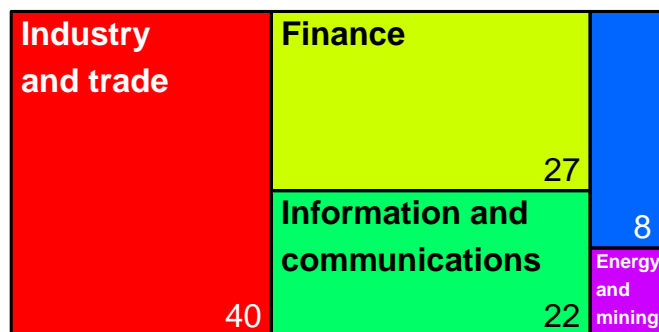 Industry
and trade
40
Finance
27
Information and
communications
22
8
Energy
and
mining